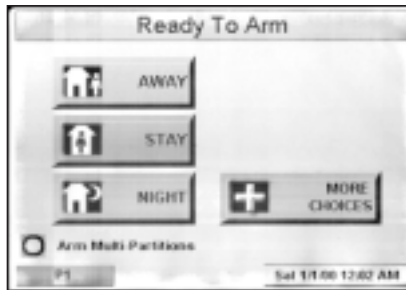 Ready To Arm
AWAY
STAY
NIGHT
MORE
CHOICES
Arm Multi-Partitions
P1
Sat 1/1/00 12:02 AM